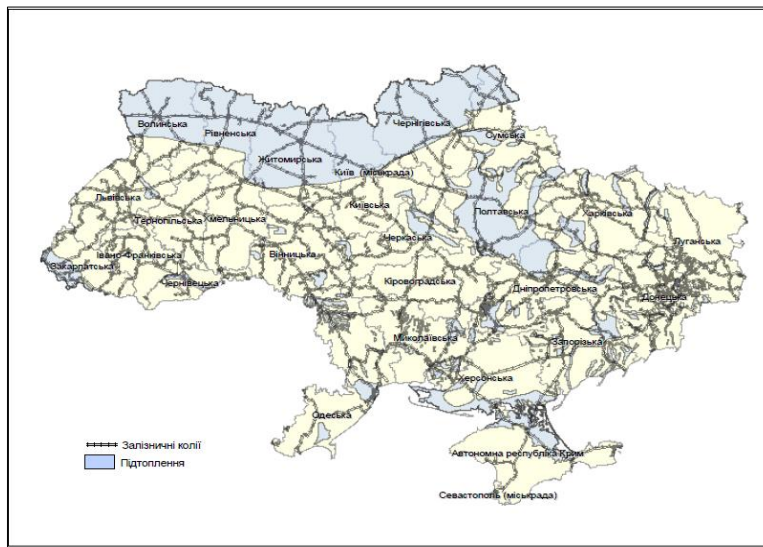 Волинська
Рівненська
Чернігівська
Сумська
Житомирська
Київ (міськрада)
Львівська
Київська
Полтавська
Харківська
Тернопільська
Хмельницька
Черкаська
Луганська
Івано-Франківська
Вінницька
Закарпатська
Чернівецька
Кіровоградська
Дніпропетровська
Донецька
Миколаївська
Запорізька
Херсонська
Одеська
Залізничні колії
Підтоплення
Автономна республіка Крим
Севастополь (міськрада)